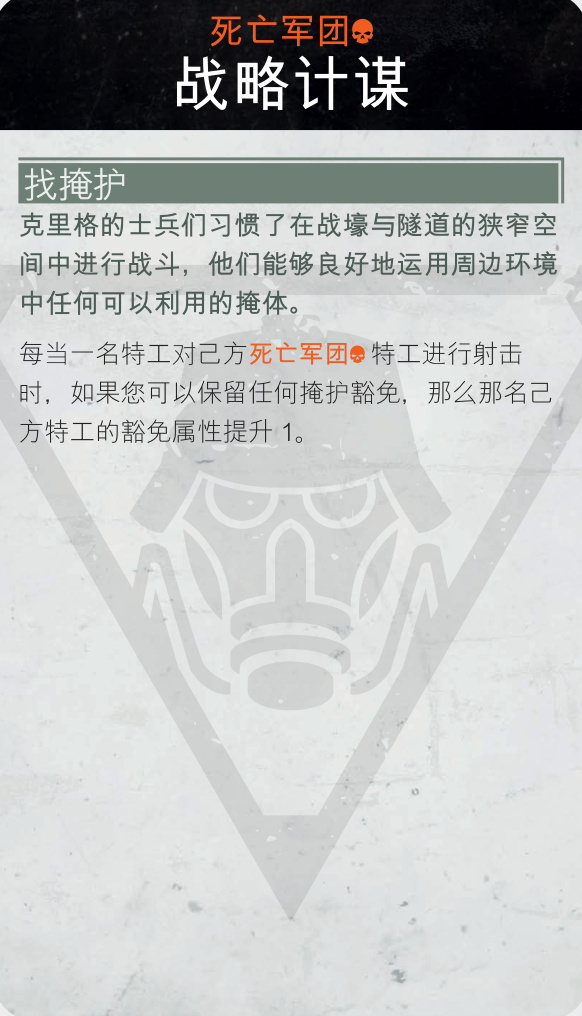 死亡军团
战略计谋
找掩护
克里格的士兵们习惯了在战壕与隧道的狭窄空
间中进行战斗，他们能够良好地运用周边环境
中任何可以利用的掩体。
每当一名特工对己方死亡军团 特工进行射击
时，如果您可以保留任何掩护豁免，那么那名己
方特工的豁免属性提升 1。